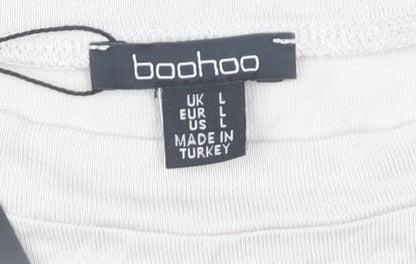 boohoo
UK L
EUR L
US L
MADE IN
TURKEY